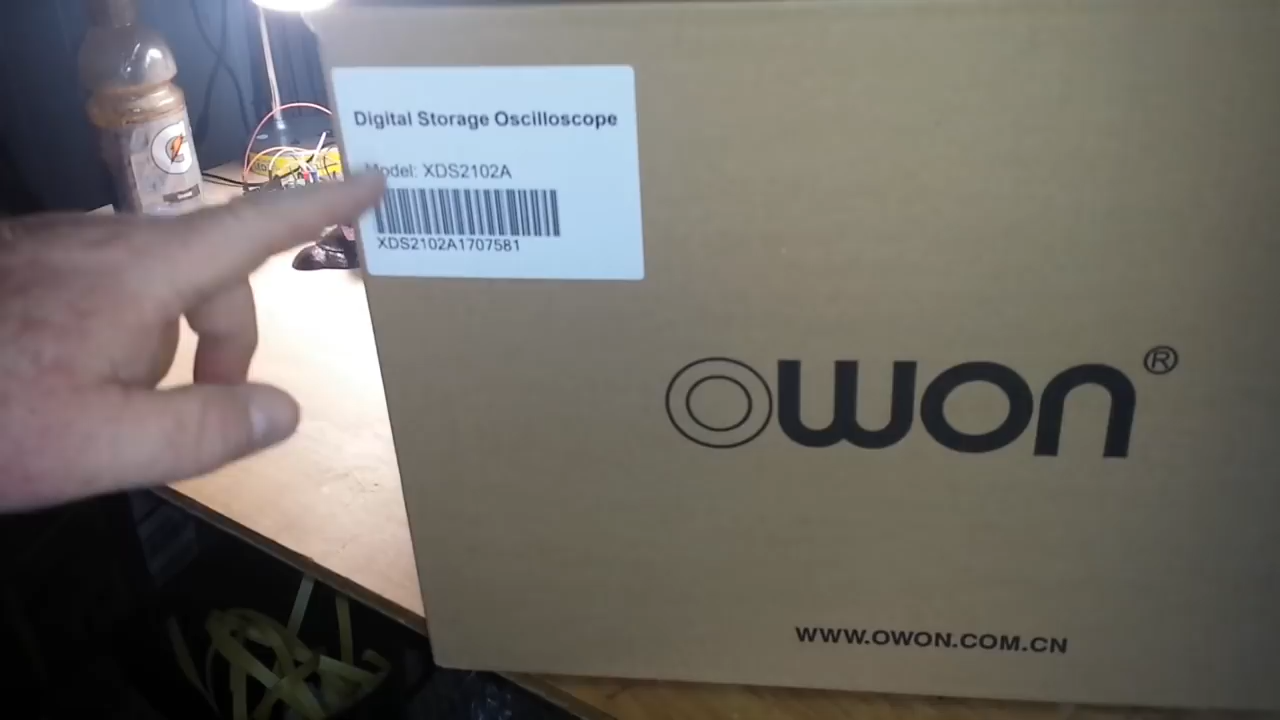 Digital Storage Oscilloscope
Model: XDS2102A
XDS2102A1707581
OWON®
WWW.OWON.COM.CN
G